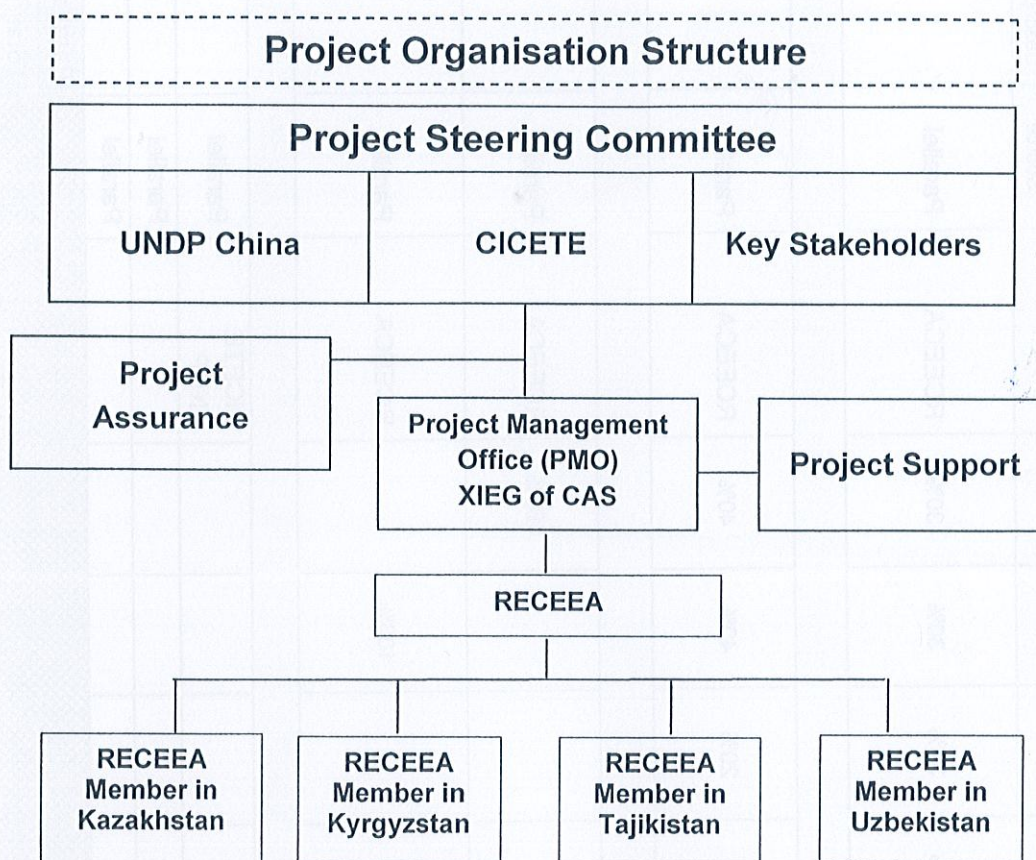 Project Organisation Structure
Project Steering Committee
UNDP China
CICETE
Key Stakeholders
Project
Assurance
Project Management
Office (PMO)
XIEG of CAS
Project Support
RECEEA
RECEEA
Member in
Kazakhstan
RECEEA
Member in
Kyrgyzstan
RECEEA
Member in
Tajikistan
RECEEA
Member in
Uzbekistan